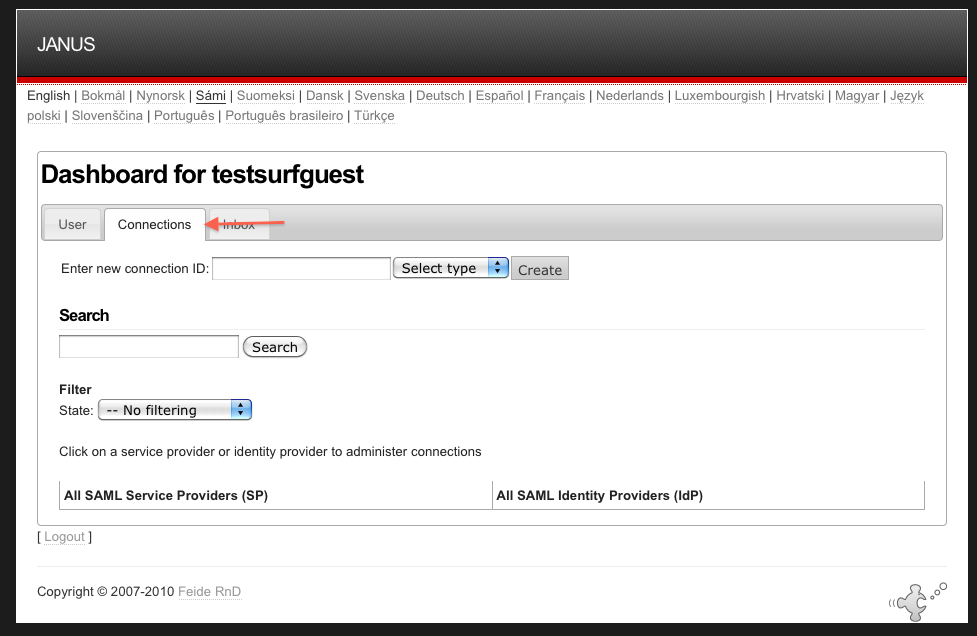 JANUS
English | Bokmål | Nynorsk | Sámi | Suomeksi | Dansk | Svenska | Deutsch | Español | Français | Nederlands | Luxembourgish | Hrvatski | Magyar | Język
polski | Slovenščina | Português | Português brasileiro | Türkçe
Dashboard for testsurfguest
User Connections Inbox
Enter new connection ID: Select type Create
Search
Search
Filter
State: -- No filtering
Click on a service provider or identity provider to administer connections
All SAML Service Providers (SP) All SAML Identity Providers (IdP)
[ Logout ]
Copyright © 2007-2010 Feide RnD